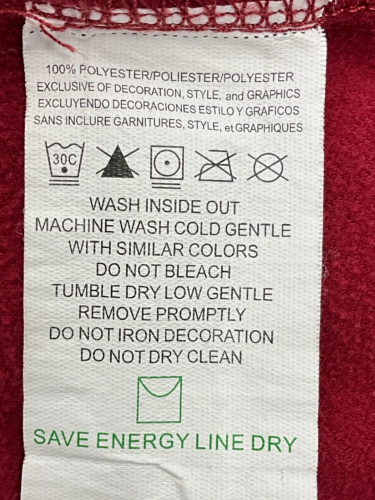 100% POLYESTER/POLIESTER/POLYESTER
EXCLUSIVE OF DECORATION, STYLE, and GRAPHICS
EXCLUYENDO DECORACIONES ESTILO Y GRAFICOS
SANS INCLURE GARNITURES, STYLE, et GRAPHIQUES
30C
WASH INSIDE OUT
MACHINE WASH COLD GENTLE
WITH SIMILAR COLORS
DO NOT BLEACH
TUMBLE DRY LOW GENTLE
REMOVE PROMPTLY
DO NOT IRON DECORATION
DO NOT DRY CLEAN
SAVE ENERGY LINE DRY